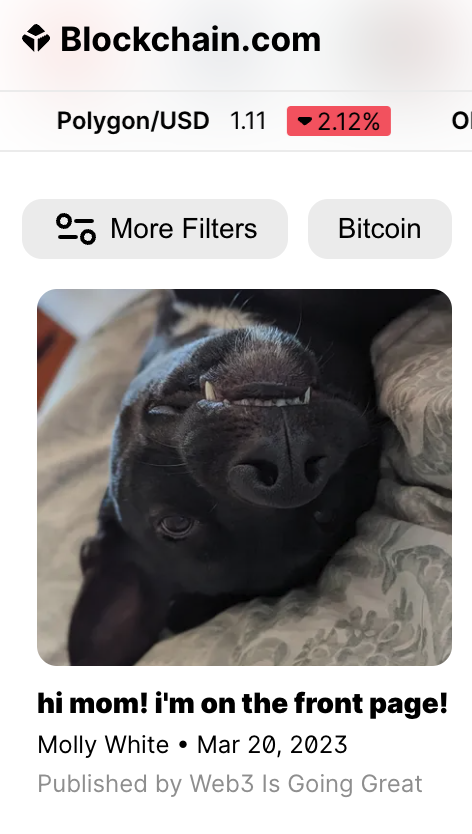 Blockchain.com
Polygon/USD 1.11 2.12%
More Filters Bitcoin
hi mom! i'm on the front page!
Molly White • Mar 20, 2023
Published by Web3 Is Going Great